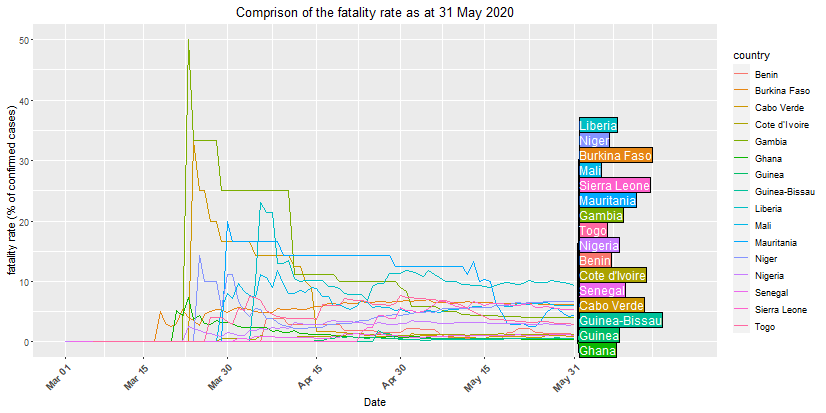 Comprison of the fatality rate as at 31 May 2020
fatality rate (% of confirmed cases)
50
40
30
20
10
0
Mar 01
Mar 15
Mar 30
Apr 15
Apr 30
May 15
May 31
Date
Liberia
Niger
Burkina Faso
Mali
Sierra Leone
Mauritania
Gambia
Togo
Nigeria
Benin
Cote d'Ivoire
Senegal
Cabo Verde
Guinea-Bissau
Guinea
Ghana
country
Benin
Burkina Faso
Cabo Verde
Cote d'Ivoire
Gambia
Ghana
Guinea
Guinea-Bissau
Liberia
Mali
Mauritania
Niger
Nigeria
Senegal
Sierra Leone
Togo